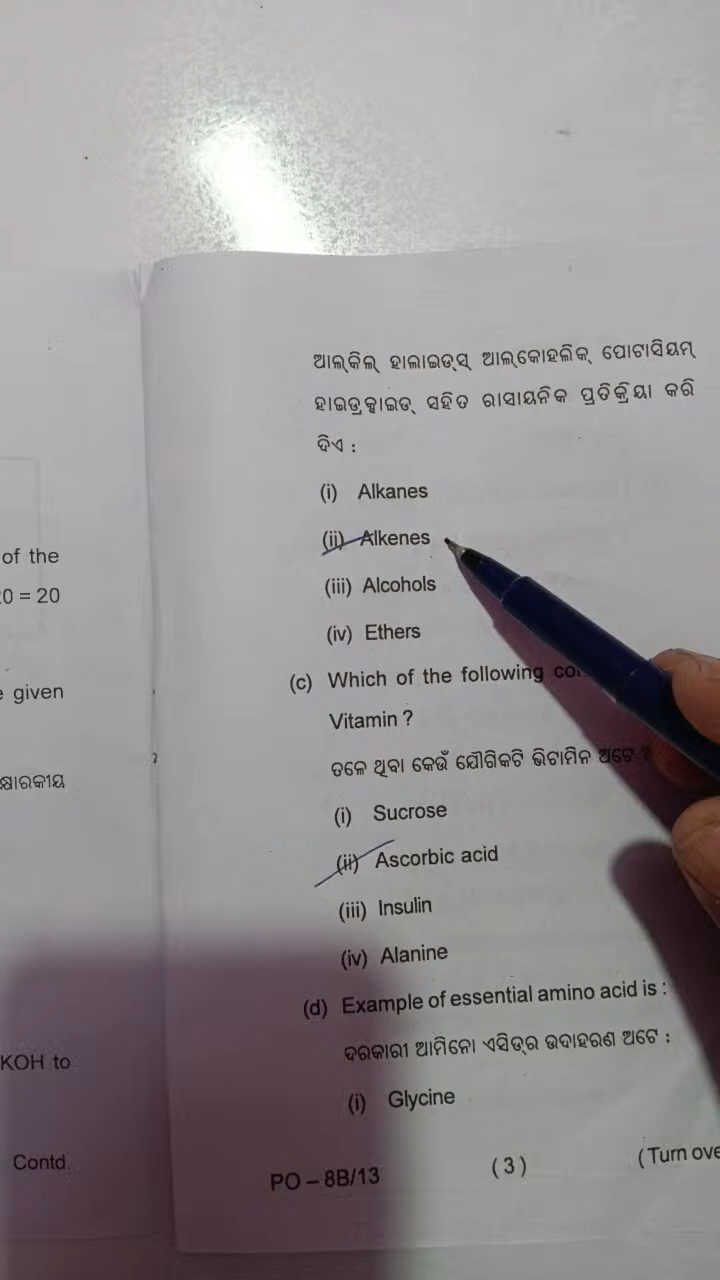 of the
0 = 20
given
କ୍ଷାରକୀୟ
KOH to
Contd.
ଆଲ୍‌କିଲ୍ ହାଲାଇଡ୍‌ସ୍ ଆଲ୍‌କୋହଲିକ୍ ପୋଟାସିୟମ୍
ହାଇଡ୍ରକ୍ସାଇଡ୍ ସହିତ ରାସାୟନିକ ପ୍ରତିକ୍ରିୟା କରି
ଦିଏ :
(i) Alkanes
(ii) Alkenes
(iii) Alcohols
(iv) Ethers
(c) Which of the following
Vitamin ?
ତଳେ ଥିବା କେଉଁ ଯୌଗିକଟି ଭିଟାମିନ ଅଟେ ?
(i) Sucrose
(ii) Ascorbic acid
(iii) Insulin
(iv) Alanine
(d) Example of essential amino acid is :
ଦରକାରୀ ଆମିନୋ ଏସିଡ୍‌ର ଉଦାହରଣ ଅଟେ :
(i) Glycine
PO – 8B/13 (3) (Turn ove